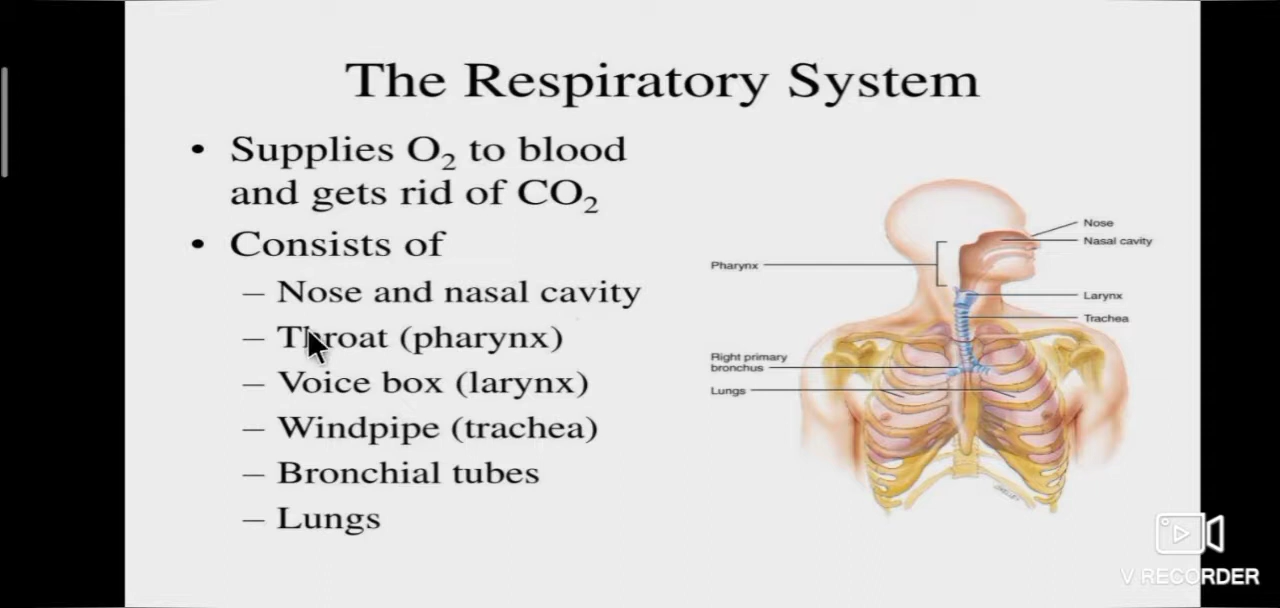 The Respiratory System
• Supplies O₂ to blood
and gets rid of CO₂
• Consists of
– Nose and nasal cavity
– Throat (pharynx)
– Voice box (larynx)
– Windpipe (trachea)
– Bronchial tubes
– Lungs
Nose
Nasal cavity
Pharynx
Larynx
Trachea
Right primary
bronchus
Lungs
V RECORDER